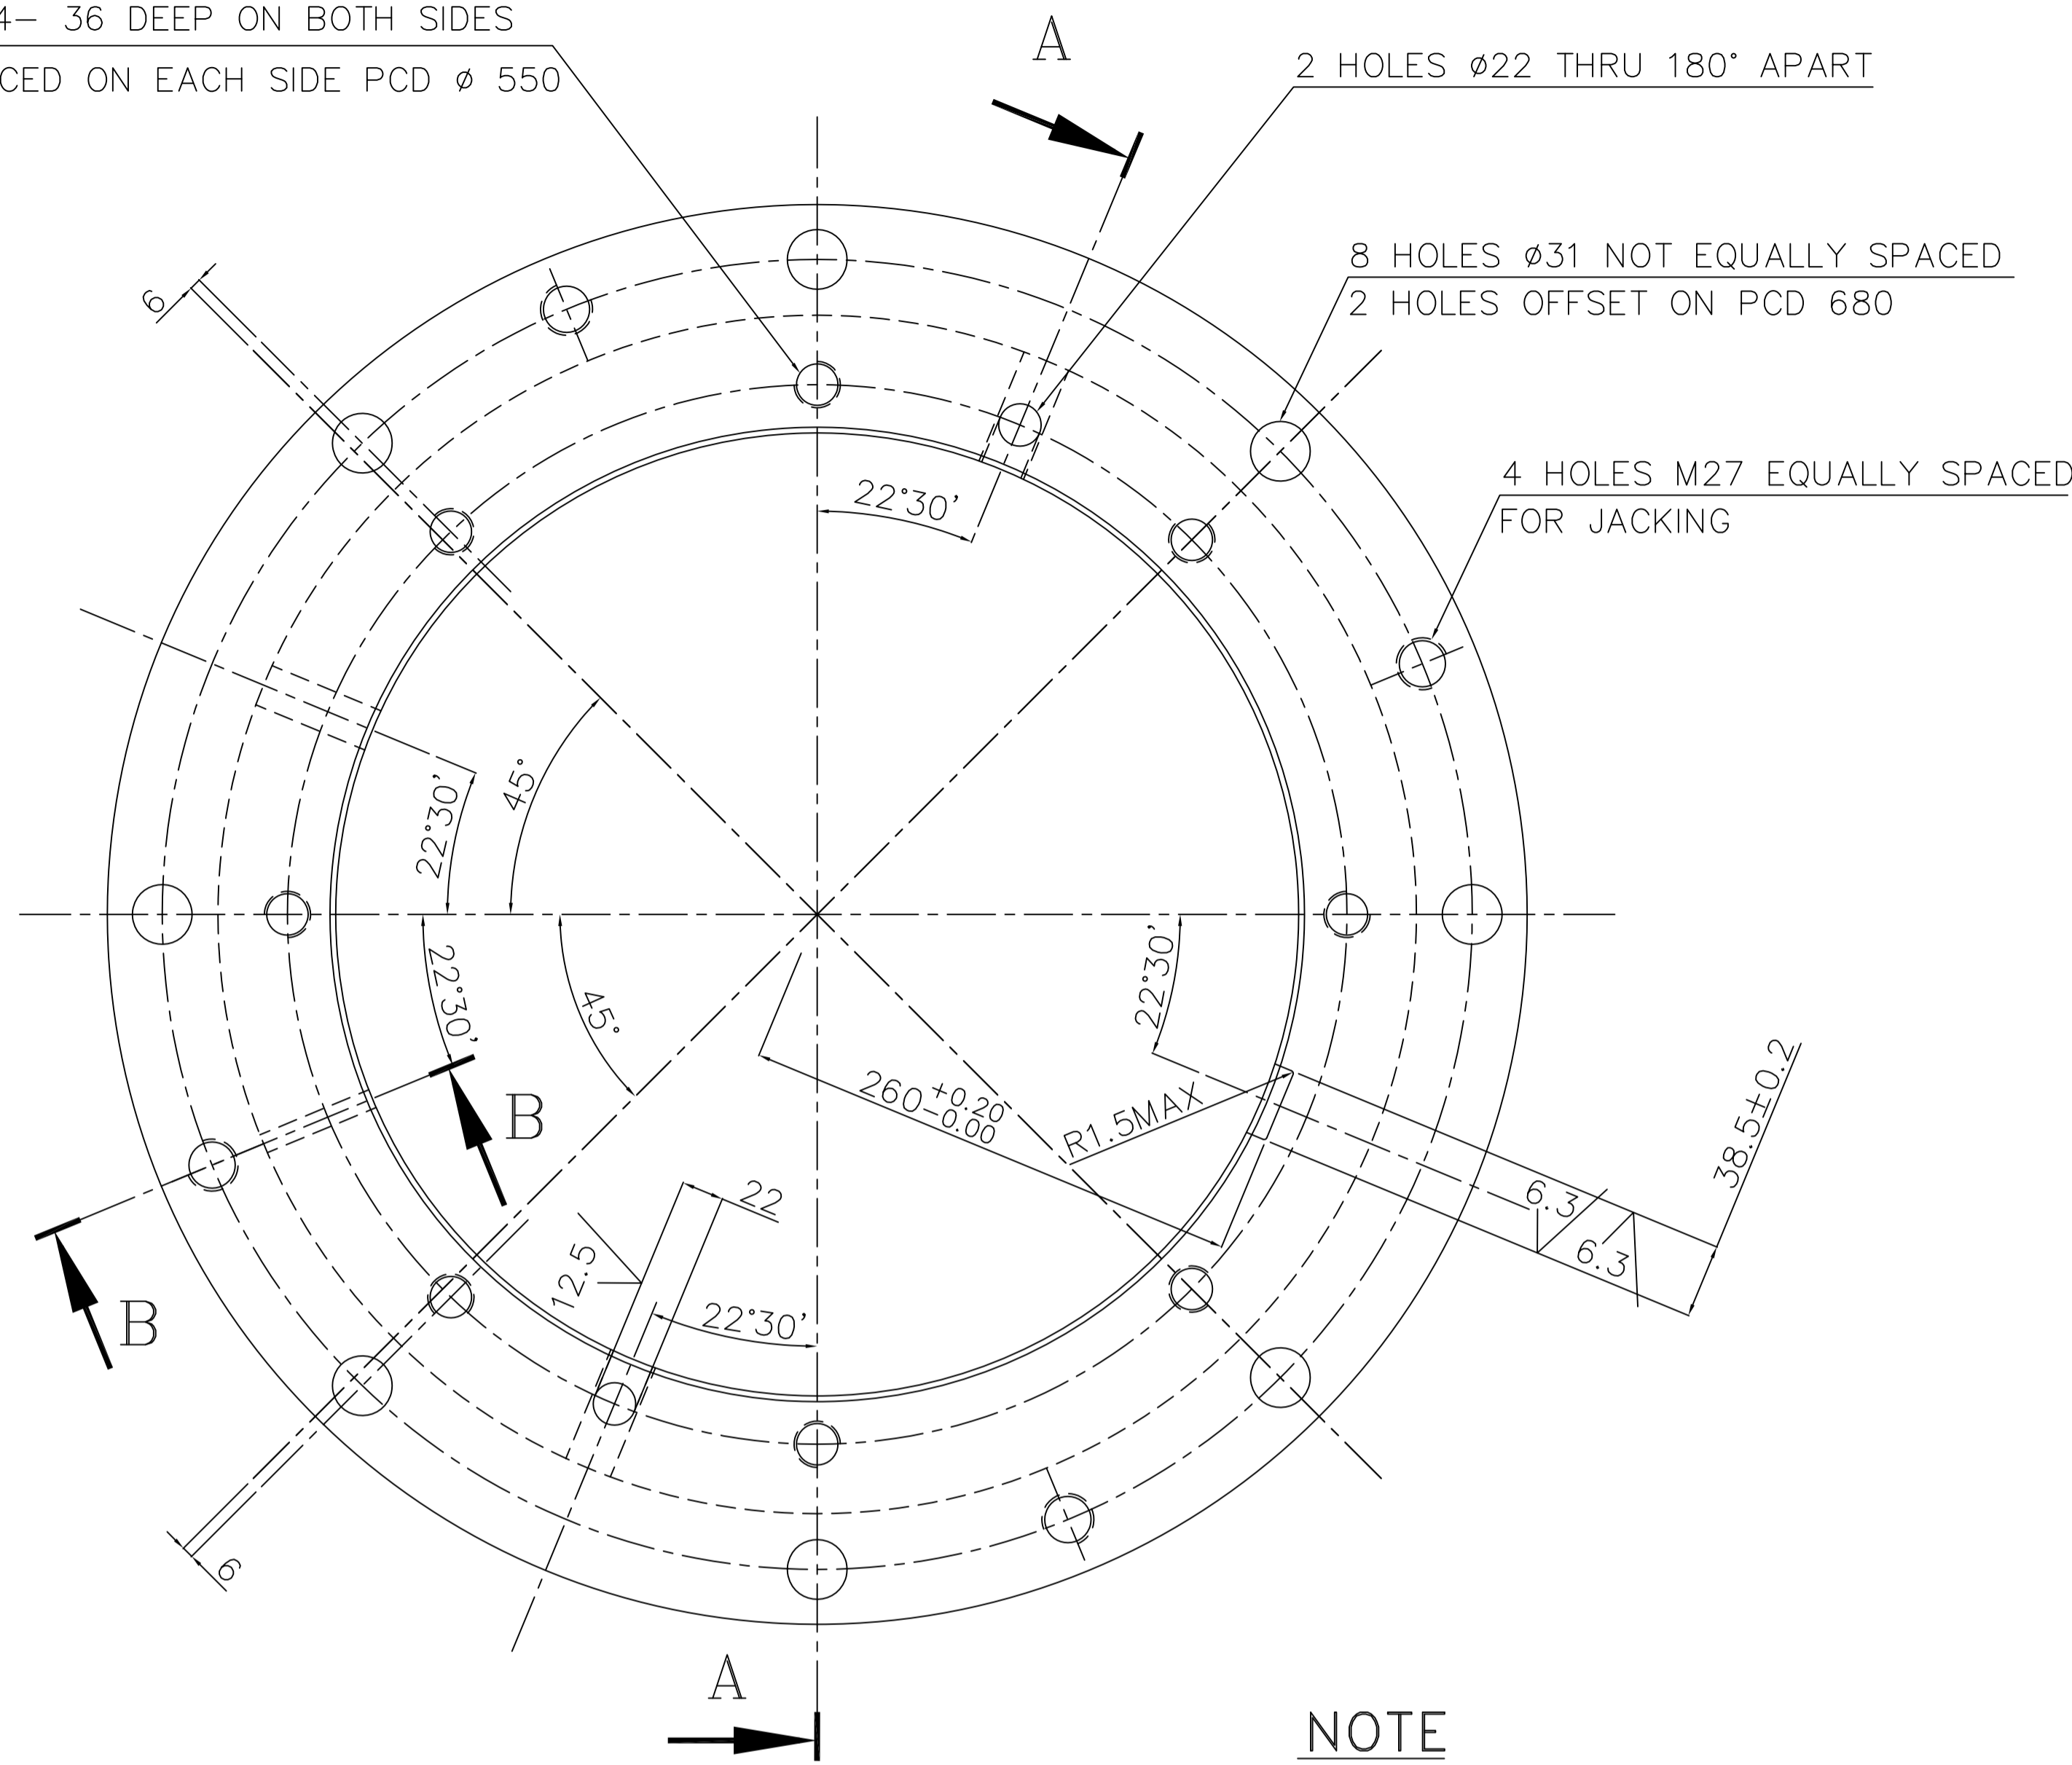 4- 36 DEEP ON BOTH SIDES
CED ON EACH SIDE PCD ø 550
A
2 HOLES ø22 THRU 180° APART
8 HOLES ø31 NOT EQUALLY SPACED
2 HOLES OFFSET ON PCD 680
6
4 HOLES M27 EQUALLY SPACED
FOR JACKING
22°30'
45°
22°30'
22°30'
45°
22°30'
260 +0.20
-0.00
R1.5MAX
38.5±0.2
B
22
6.3
6.3
12.5
22°30'
B
6
A
NOTE